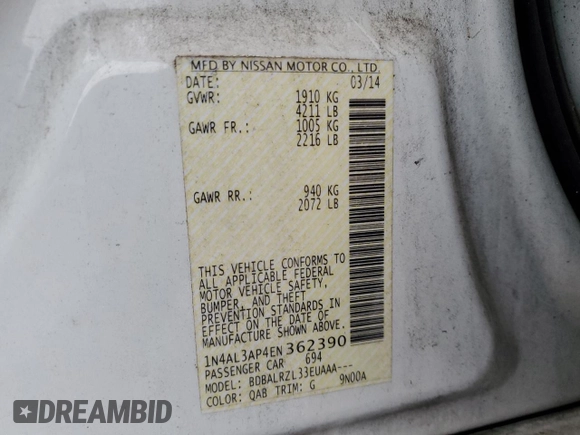 MFD BY NISSAN MOTOR CO., LTD.
DATE: 03/14
GVWR: 1910 KG
4211 LB
GAWR FR.: 1005 KG
2216 LB
GAWR RR.: 940 KG
2072 LB
THIS VEHICLE CONFORMS TO
ALL APPLICABLE FEDERAL
MOTOR VEHICLE SAFETY,
BUMPER, AND THEFT
PREVENTION STANDARDS IN
EFFECT ON THE DATE OF
MANUFACTURE SHOWN ABOVE.
1N4AL3AP4EN362390
PASSENGER CAR 694
MODEL: BDBALRZL33EUAAA---
COLOR: QAB TRIM: G 9N00A
DREAMBID